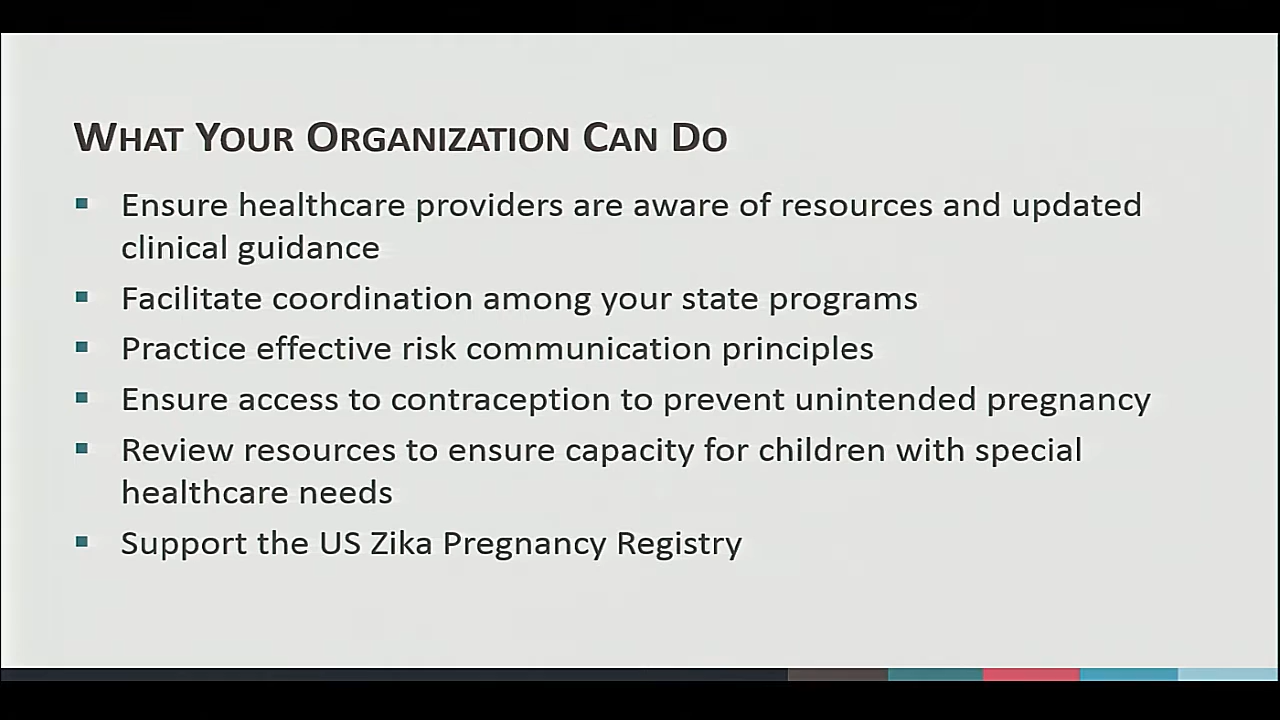 What Your Organization Can Do
▪ Ensure healthcare providers are aware of resources and updated
clinical guidance
▪ Facilitate coordination among your state programs
▪ Practice effective risk communication principles
▪ Ensure access to contraception to prevent unintended pregnancy
▪ Review resources to ensure capacity for children with special
healthcare needs
▪ Support the US Zika Pregnancy Registry